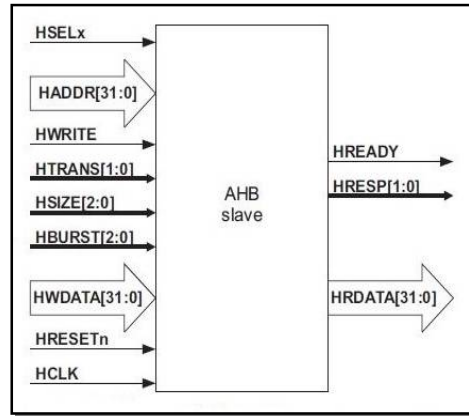 HSELx
HADDR[31:0]
HWRITE
HTRANS[1:0]
HSIZE[2:0]
HBURST[2:0]
HWDATA[31:0]
HRESETn
HCLK
AHB
slave
HREADY
HRESP[1:0]
HRDATA[31:0]